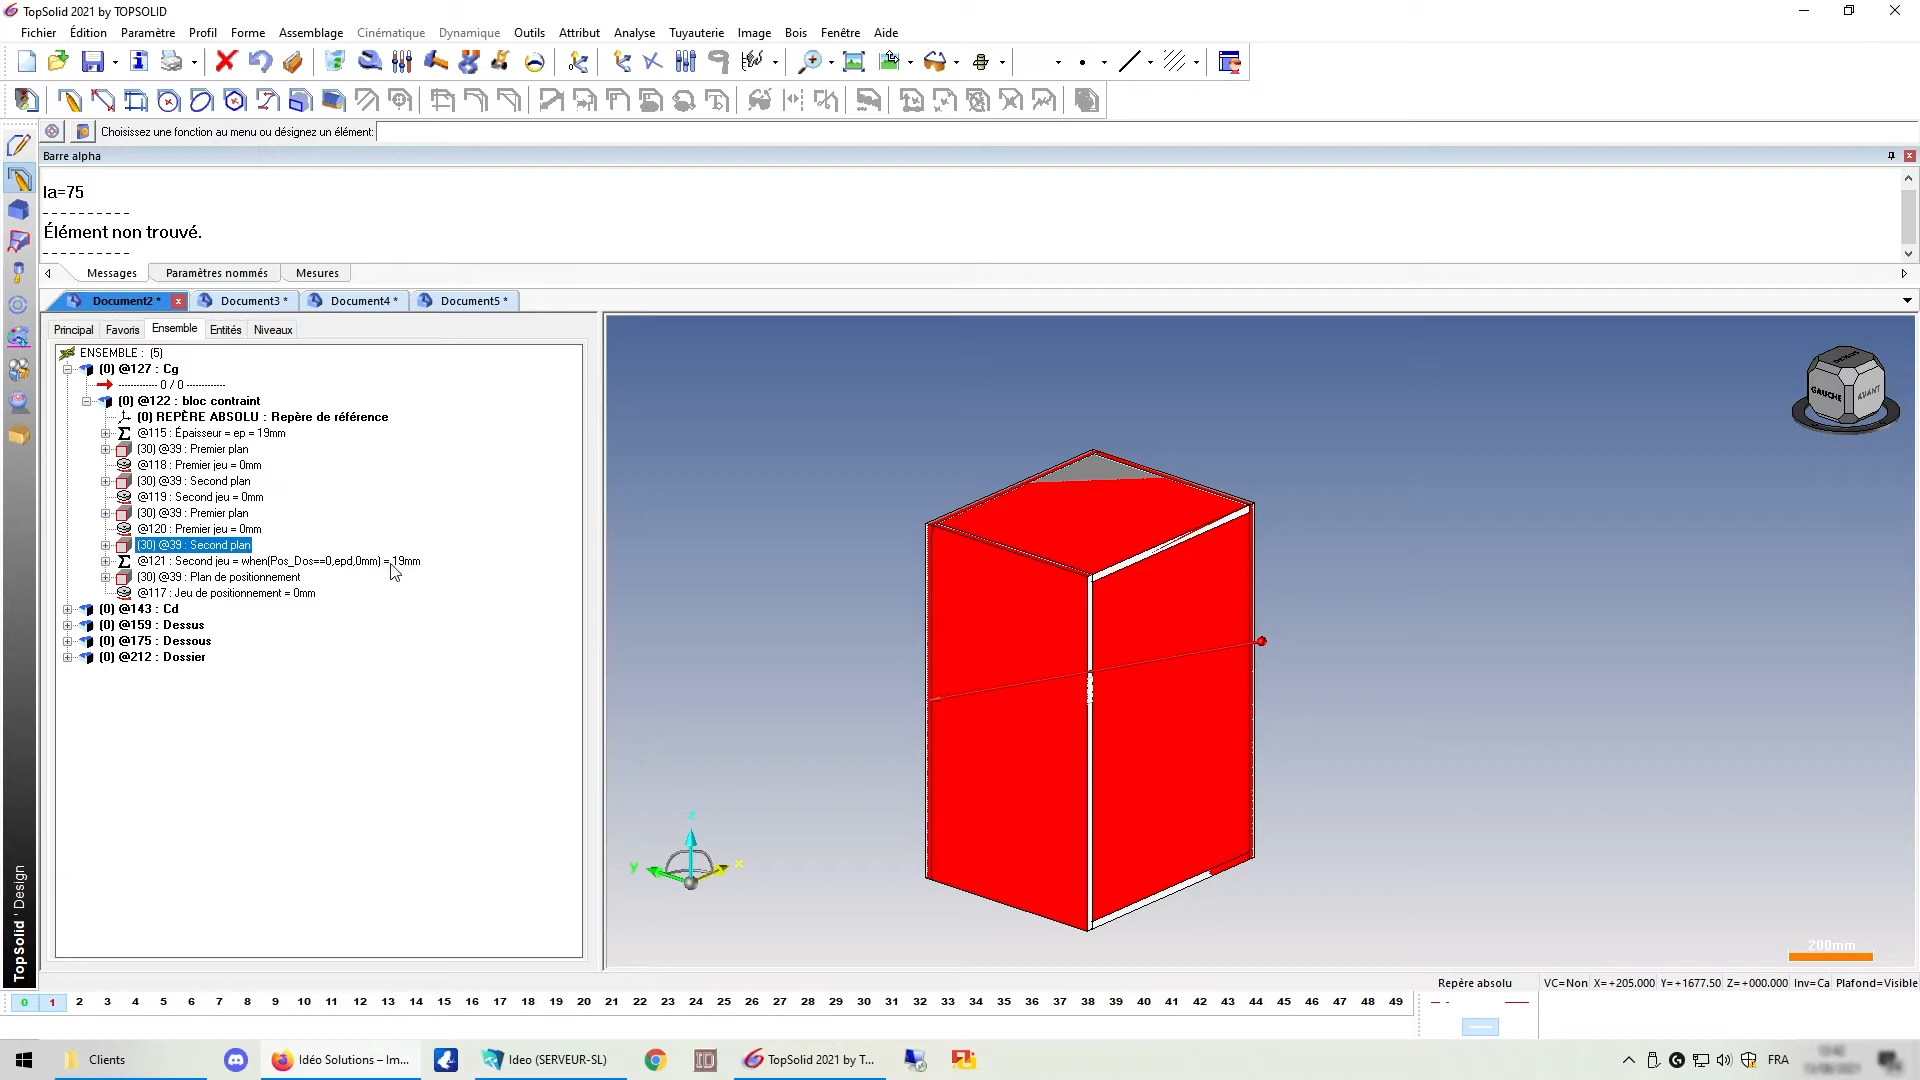 TopSolid 2021 by TOPSOLID
Fichier Édition Paramètre Profil Forme Assemblage Cinématique Dynamique Outils Attribut Analyse Tuyauterie Image Bois Fenêtre Aide
Choisissez une fonction au menu ou désignez un élément:
Barre alpha
la=75
----------
Élément non trouvé.
----------
Messages Paramètres nommés Mesures
Document2 * Document3 * Document4 * Document5 *
Principal Favoris Ensemble Entités Niveaux
ENSEMBLE : (5)
(0) @127 : Cg
------------ 0 / 0 ------------
(0) @122 : bloc contraint
(0) REPÈRE ABSOLU : Repère de référence
@115 : Épaisseur = ep = 19mm
(30) @39 : Premier plan
@118 : Premier jeu = 0mm
(30) @39 : Second plan
@119 : Second jeu = 0mm
(30) @39 : Premier plan
@120 : Premier jeu = 0mm
(30) @39 : Second plan
@121 : Second jeu = when(Pos_Dos==0,epd,0mm) = 19mm
(30) @39 : Plan de positionnement
@117 : Jeu de positionnement = 0mm
(0) @143 : Cd
(0) @159 : Dessus
(0) @175 : Dessous
(0) @212 : Dossier
DESSUS
GAUCHE AVANT
z
y x
200mm
TopSolid ' Design
Repère absolu VC=Non X=+205.000 Y=+1677.50 Z=+000.000 Inv=Ca Plafond=Visible
0 1 2 3 4 5 6 7 8 9 10 11 12 13 14 15 16 17 18 19 20 21 22 23 24 25 26 27 28 29 30 31 32 33 34 35 36 37 38 39 40 41 42 43 44 45 46 47 48 49
Clients Idéo Solutions – Im... Ideo (SERVEUR-SL) TopSolid 2021 by T... FRA